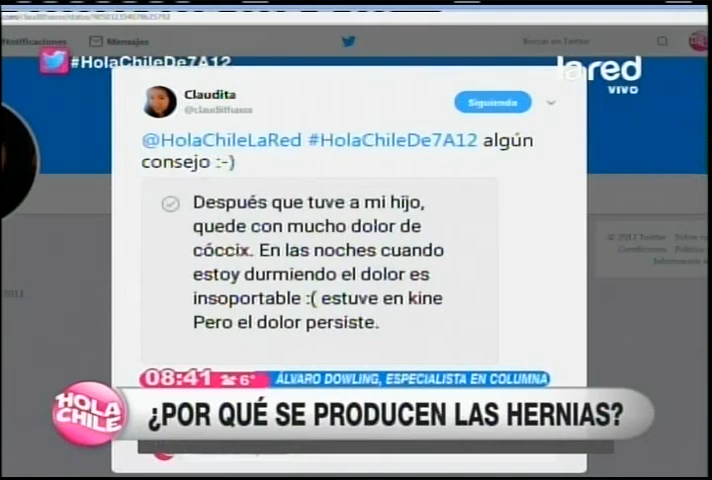 Notificaciones
Mensajes
Buscar en Twitter
#HolaChileDe7A12
la red
VIVO
Claudita
Siguiendo
@HolaChileLaRed #HolaChileDe7A12 algún
consejo :-)
Después que tuve a mi hijo,
quede con mucho dolor de
cóccix. En las noches cuando
estoy durmiendo el dolor es
insoportable :( estuve en kine
Pero el dolor persiste.
© 2017 Twitter
08:41 6°
ÁLVARO DOWLING, ESPECIALISTA EN COLUMNA
HOLA
CHILE
¿POR QUÉ SE PRODUCEN LAS HERNIAS?